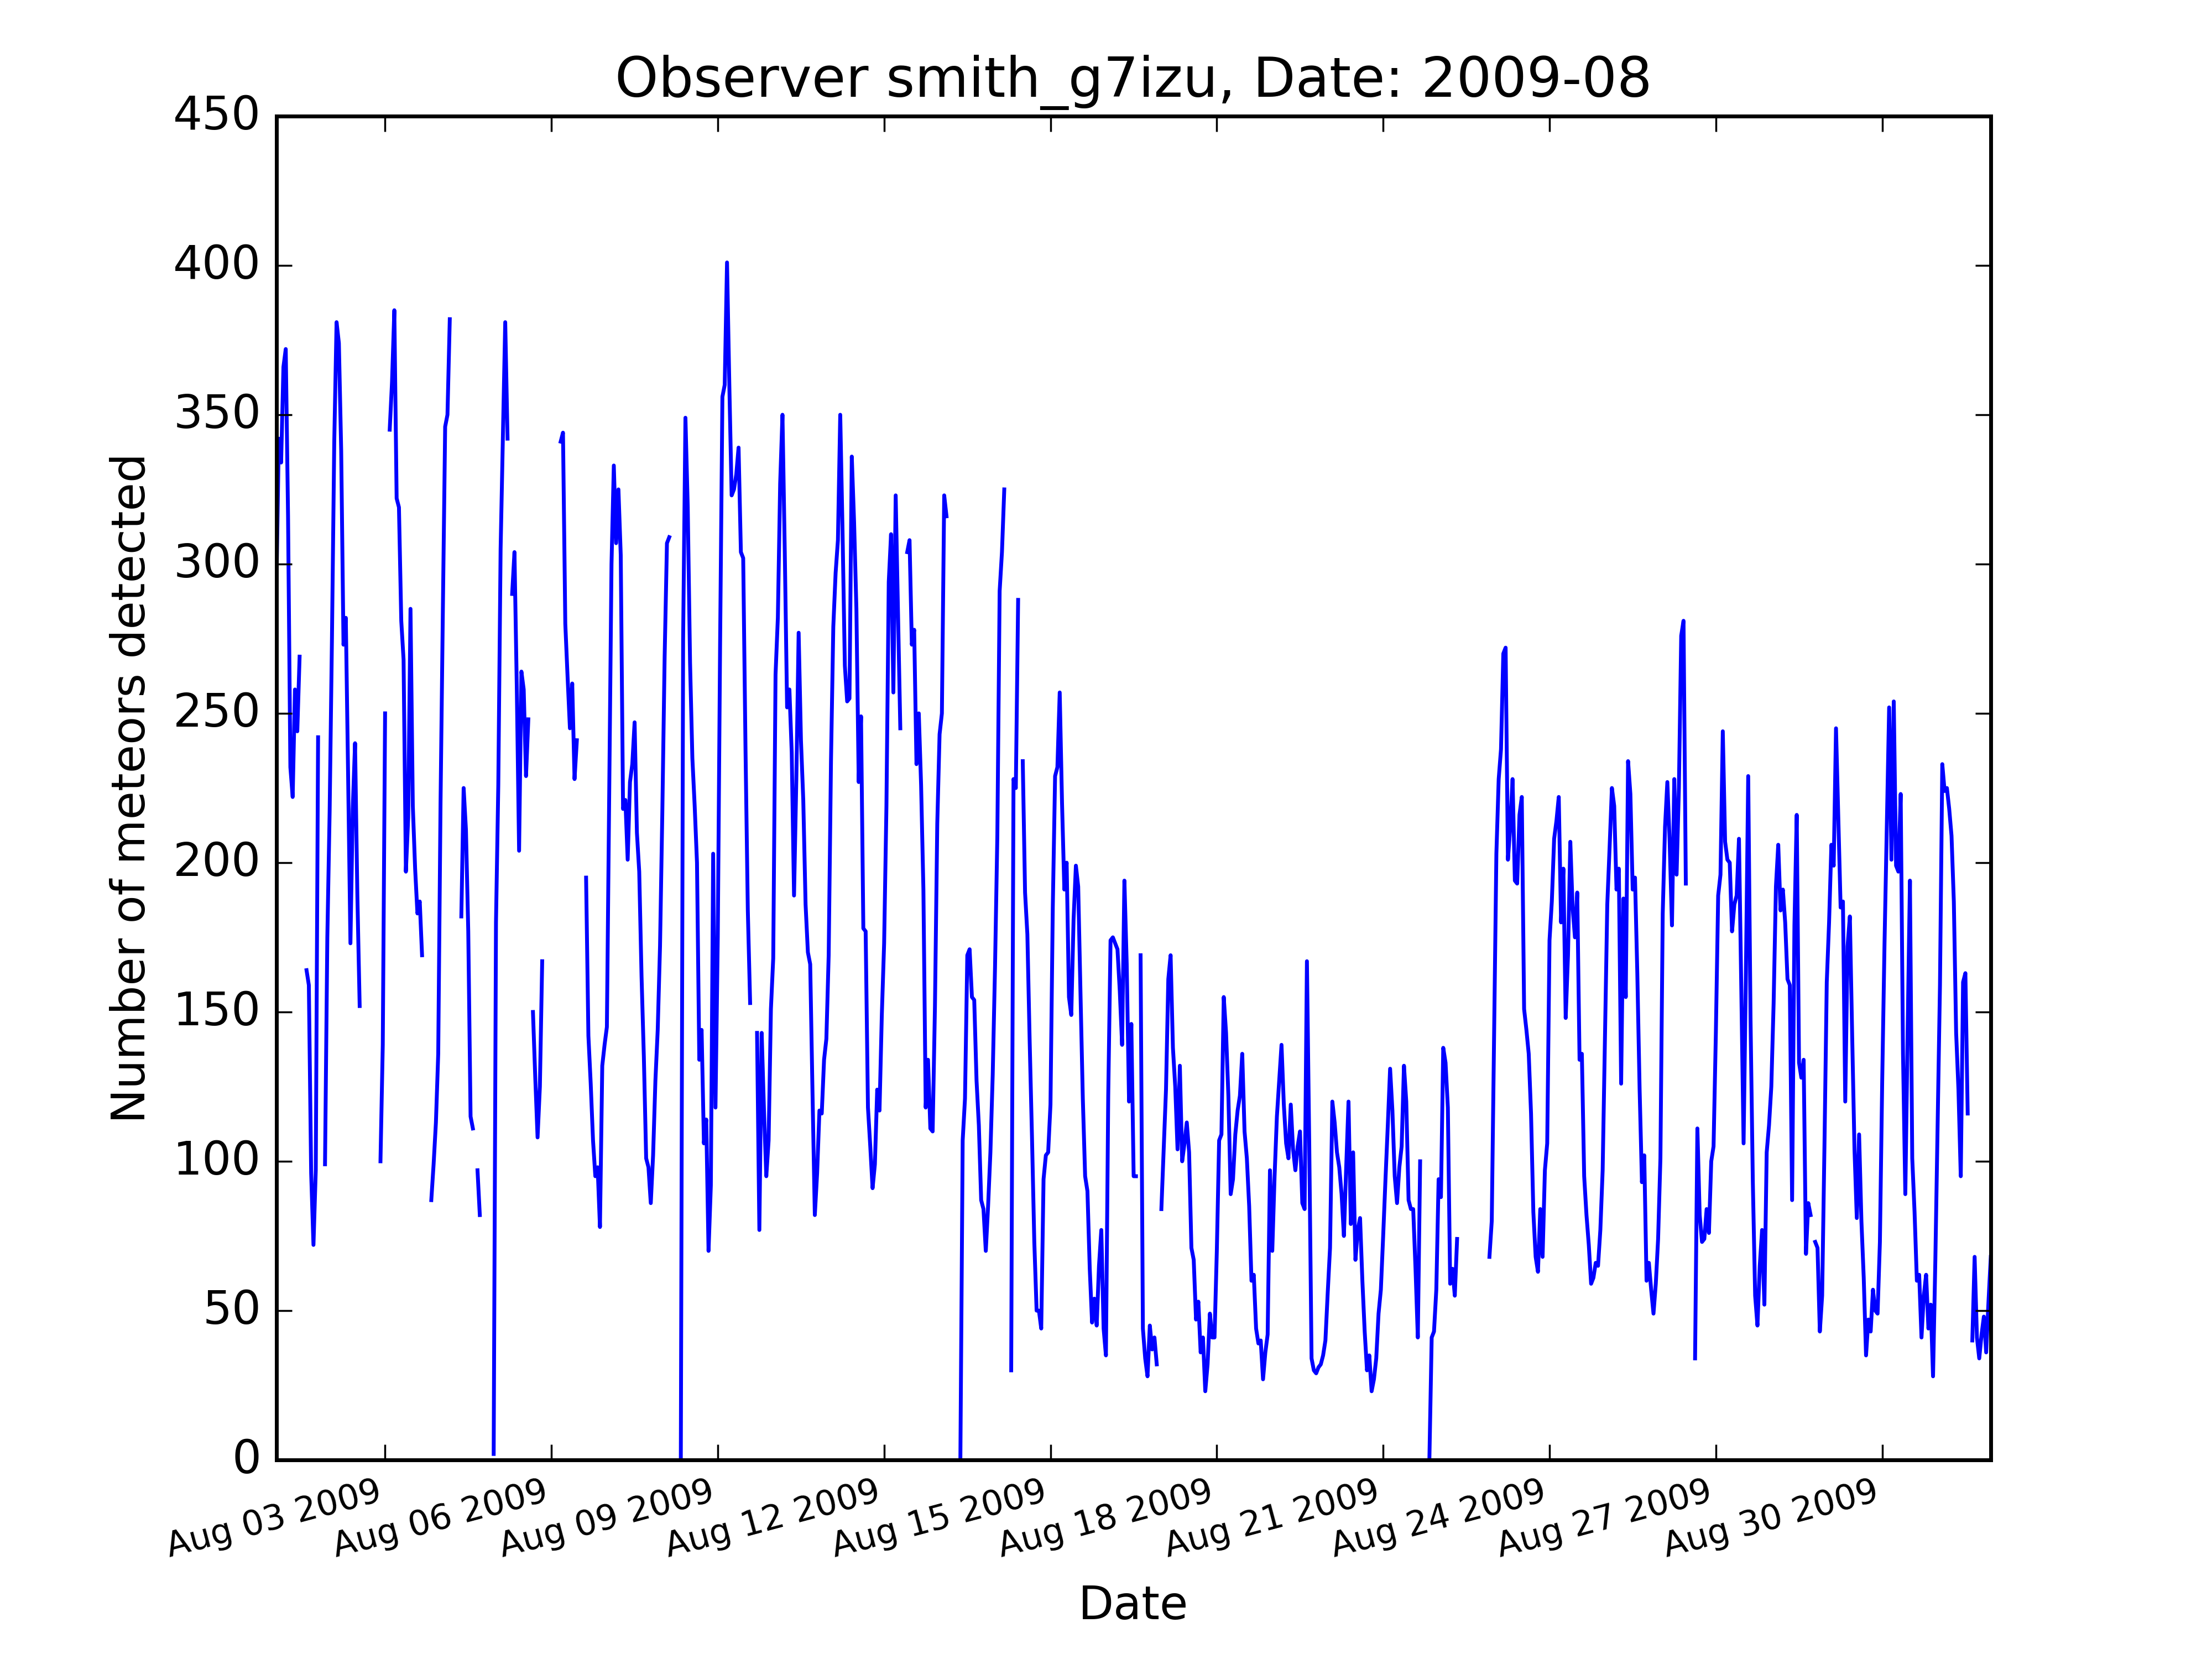 Observer smith_g7izu, Date: 2009-08
Number of meteors detected
450
400
350
300
250
200
150
100
50
0
Aug 03 2009
Aug 06 2009
Aug 09 2009
Aug 12 2009
Aug 15 2009
Aug 18 2009
Aug 21 2009
Aug 24 2009
Aug 27 2009
Aug 30 2009
Date